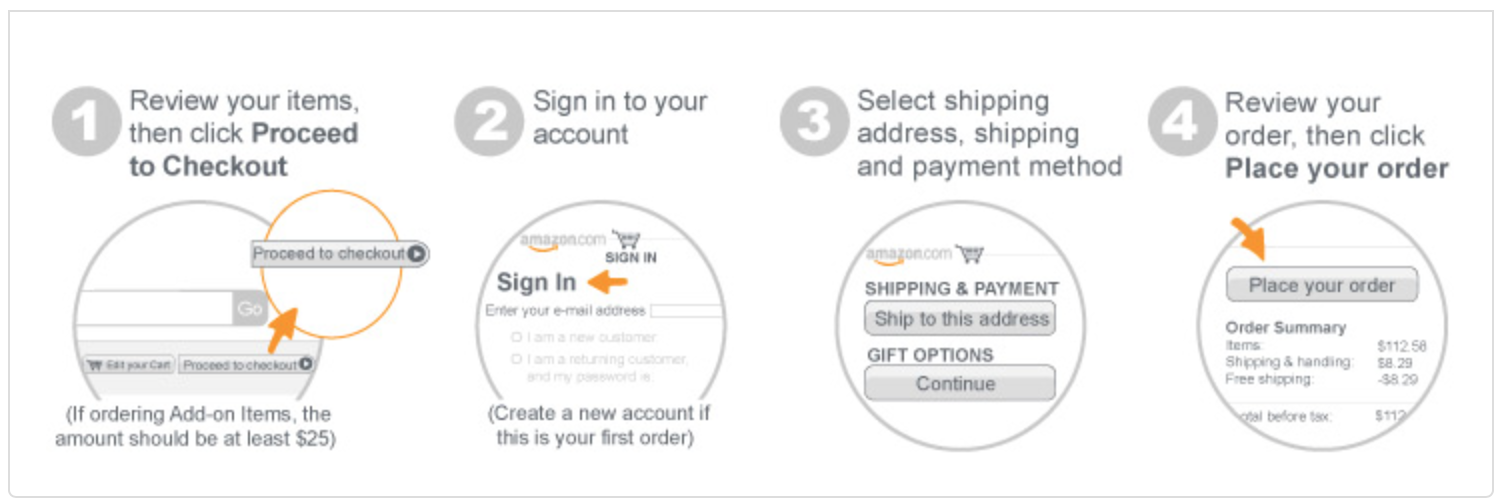 1
Review your items,
then click Proceed
to Checkout
Proceed to checkout
Go
Edit your Cart
Proceed to checkout
(If ordering Add-on Items, the
amount should be at least $25)
2
Sign in to your
account
amazon.com
SIGN IN
Sign In
Enter your e-mail address
I am a new customer
I am a returning customer,
and my password is:
(Create a new account if
this is your first order)
3
Select shipping
address, shipping
and payment method
amazon.com
SHIPPING & PAYMENT
Ship to this address
GIFT OPTIONS
Continue
4
Review your
order, then click
Place your order
Place your order
Order Summary
Items: $112.56
Shipping & handling: $8.29
Free shipping: -$8.29
otal before tax: $112